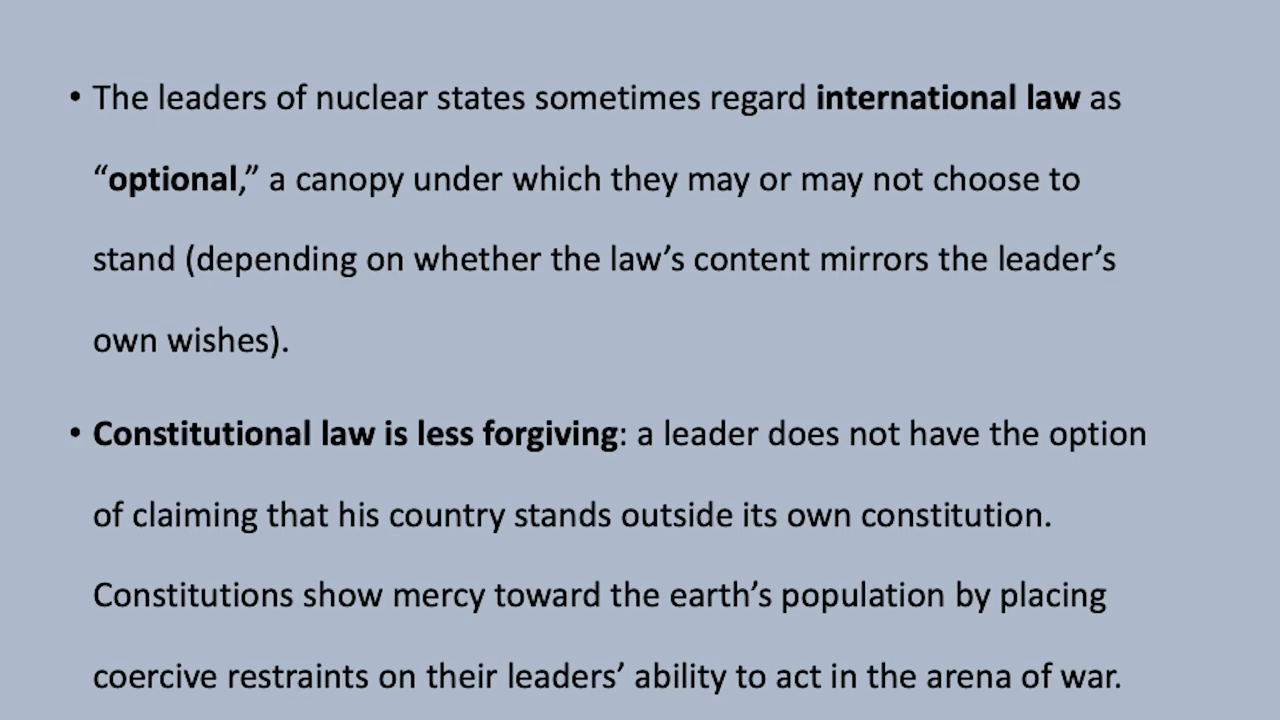 • The leaders of nuclear states sometimes regard international law as
“optional,” a canopy under which they may or may not choose to
stand (depending on whether the law’s content mirrors the leader’s
own wishes).
• Constitutional law is less forgiving: a leader does not have the option
of claiming that his country stands outside its own constitution.
Constitutions show mercy toward the earth’s population by placing
coercive restraints on their leaders’ ability to act in the arena of war.